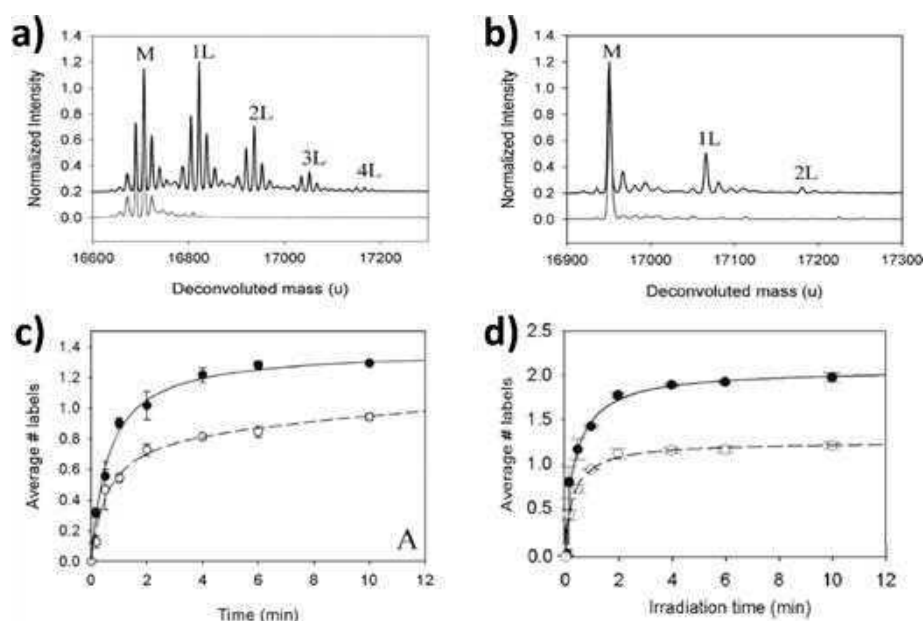 a)
1.4
1.2
1.0
0.8
0.6
0.4
0.2
0.0
Normalized Intensity
M
1L
2L
3L
4L
16600 16800 17000 17200
Deconvoluted mass (u)
b)
1.4
1.2
1.0
0.8
0.6
0.4
0.2
0.0
Normalized Intensity
M
1L
2L
16900 17000 17100 17200 17300
Deconvoluted mass (u)
c)
1.4
1.2
1.0
0.8
0.6
0.4
0.2
0.0
Average # labels
A
0 2 4 6 8 10 12
Time (min)
d)
2.5
2.0
1.5
1.0
0.5
0.0
Average # labels
0 2 4 6 8 10 12
Irradiation time (min)